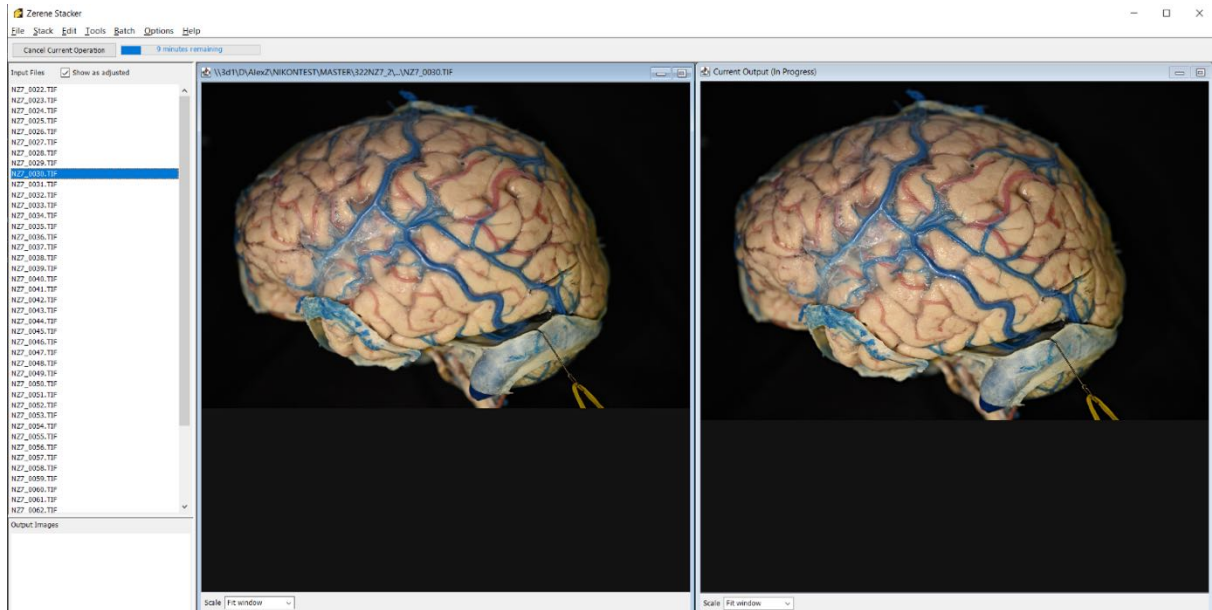 Zerene Stacker
File Stack Edit Tools Batch Options Help
Cancel Current Operation 9 minutes remaining
Input Files Show as adjusted
NZ7_0022.TIF
NZ7_0023.TIF
NZ7_0024.TIF
NZ7_0025.TIF
NZ7_0026.TIF
NZ7_0027.TIF
NZ7_0028.TIF
NZ7_0029.TIF
NZ7_0030.TIF
NZ7_0031.TIF
NZ7_0032.TIF
NZ7_0033.TIF
NZ7_0034.TIF
NZ7_0035.TIF
NZ7_0036.TIF
NZ7_0037.TIF
NZ7_0038.TIF
NZ7_0039.TIF
NZ7_0040.TIF
NZ7_0041.TIF
NZ7_0042.TIF
NZ7_0043.TIF
NZ7_0044.TIF
NZ7_0045.TIF
NZ7_0046.TIF
NZ7_0047.TIF
NZ7_0048.TIF
NZ7_0049.TIF
NZ7_0050.TIF
NZ7_0051.TIF
NZ7_0052.TIF
NZ7_0053.TIF
NZ7_0054.TIF
NZ7_0055.TIF
NZ7_0056.TIF
NZ7_0057.TIF
NZ7_0058.TIF
NZ7_0059.TIF
NZ7_0060.TIF
NZ7_0061.TIF
NZ7_0062.TIF
Output Images
\\3d1\D\AlexZ\NIKONTEST\MASTER\322NZ7_2\...\NZ7_0030.TIF
Scale Fit window
Current Output (In Progress)
Scale Fit window